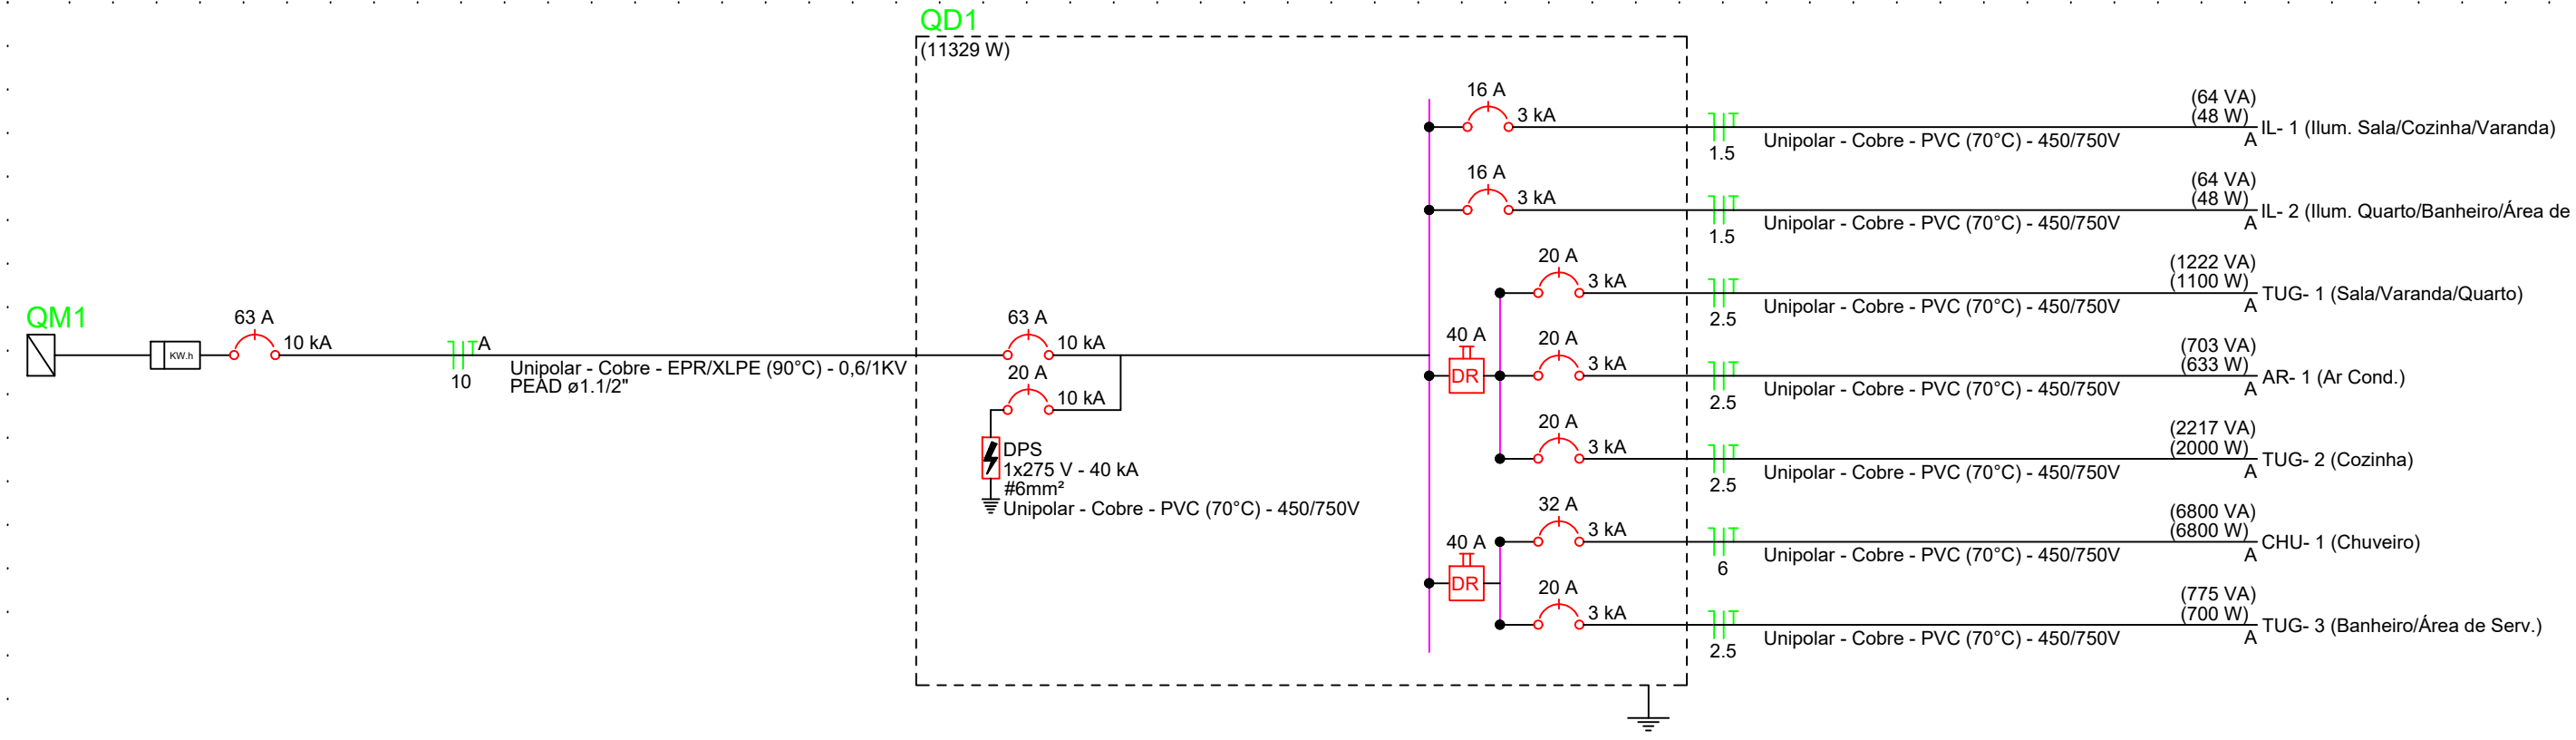 QD1
(11329 W)
QM1
KW.h
63 A
10 kA
A
10
Unipolar - Cobre - EPR/XLPE (90°C) - 0,6/1KV
PEAD ø1.1/2"
63 A
10 kA
20 A
10 kA
DPS
1x275 V - 40 kA
#6mm²
Unipolar - Cobre - PVC (70°C) - 450/750V
16 A
3 kA
1.5
Unipolar - Cobre - PVC (70°C) - 450/750V
(64 VA)
(48 W)
A
IL- 1 (Ilum. Sala/Cozinha/Varanda)
16 A
3 kA
1.5
Unipolar - Cobre - PVC (70°C) - 450/750V
(64 VA)
(48 W)
A
IL- 2 (Ilum. Quarto/Banheiro/Área de
40 A
DR
20 A
3 kA
2.5
Unipolar - Cobre - PVC (70°C) - 450/750V
(1222 VA)
(1100 W)
A
TUG- 1 (Sala/Varanda/Quarto)
20 A
3 kA
2.5
Unipolar - Cobre - PVC (70°C) - 450/750V
(703 VA)
(633 W)
A
AR- 1 (Ar Cond.)
20 A
3 kA
2.5
Unipolar - Cobre - PVC (70°C) - 450/750V
(2217 VA)
(2000 W)
A
TUG- 2 (Cozinha)
40 A
DR
32 A
3 kA
6
Unipolar - Cobre - PVC (70°C) - 450/750V
(6800 VA)
(6800 W)
A
CHU- 1 (Chuveiro)
20 A
3 kA
2.5
Unipolar - Cobre - PVC (70°C) - 450/750V
(775 VA)
(700 W)
A
TUG- 3 (Banheiro/Área de Serv.)